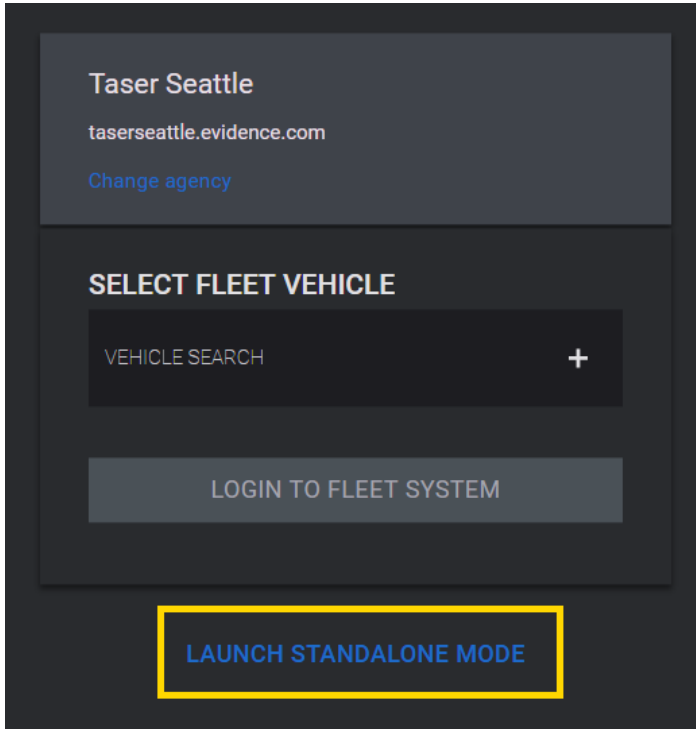 Taser Seattle
taserseattle.evidence.com
Change agency
SELECT FLEET VEHICLE
VEHICLE SEARCH +
LOGIN TO FLEET SYSTEM
LAUNCH STANDALONE MODE